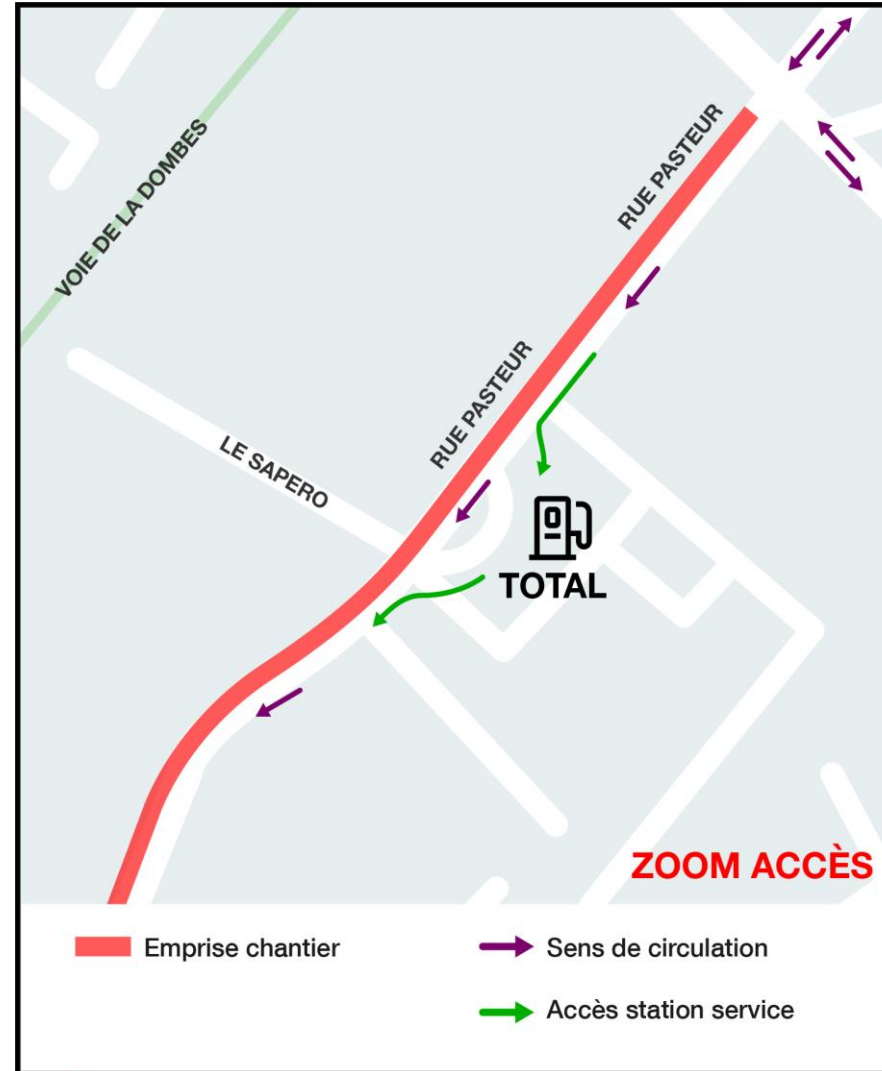 VOIE DE LA DOMBES
RUE PASTEUR
RUE PASTEUR
LE SAPERO
TOTAL
ZOOM ACCÈS
Emprise chantier
Sens de circulation
Accès station service